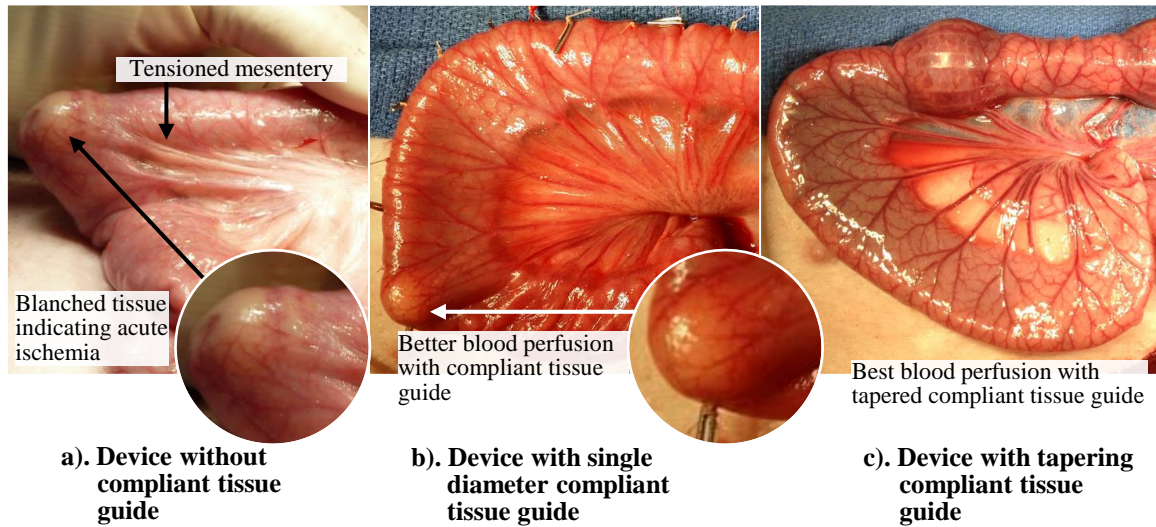 Tensioned mesentery
Blanched tissue
indicating acute
ischemia
a). Device without
compliant tissue
guide
Better blood perfusion
with compliant tissue
guide
b). Device with single
diameter compliant
tissue guide
Best blood perfusion with
tapered compliant tissue guide
c). Device with tapering
compliant tissue
guide